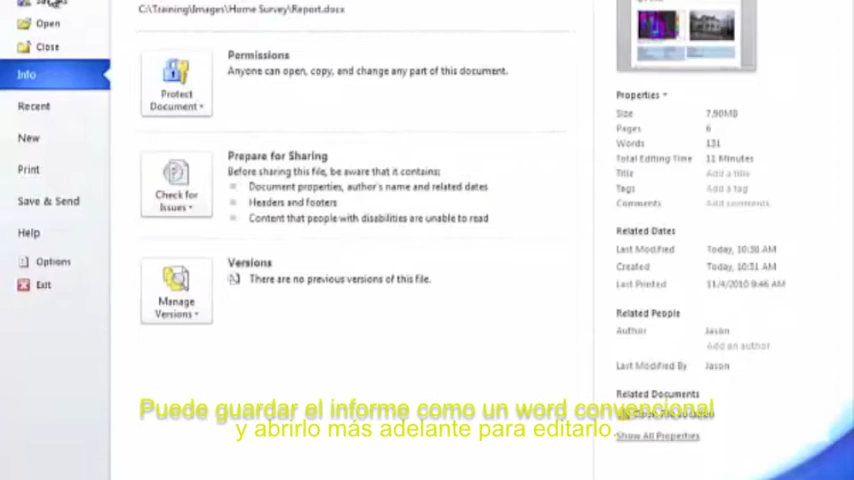 C:\Training\Images\Home Survey\Report.docx
Open
Close
Info
Recent
New
Print
Save & Send
Help
Options
Exit
Permissions
Anyone can open, copy, and change any part of this document.
Protect
Document
Prepare for Sharing
Before sharing this file, be aware that it contains:
Document properties, author's name and related dates
Headers and footers
Content that people with disabilities are unable to read
Check for
Issues
Versions
There are no previous versions of this file.
Manage
Versions
Properties
Size 7,90MB
Pages 6
Words 131
Total Editing Time 11 Minutes
Title Add a title
Tags Add a tag
Comments Add comments
Related Dates
Last Modified Today, 10:38 AM
Created Today, 10:31 AM
Last Printed 11/4/2010 9:46 AM
Related People
Author Jason
Add an author
Last Modified By Jason
Related Documents
Show All Properties
Puede guardar el informe como un word convencional
y abrirlo más adelante para editarlo.